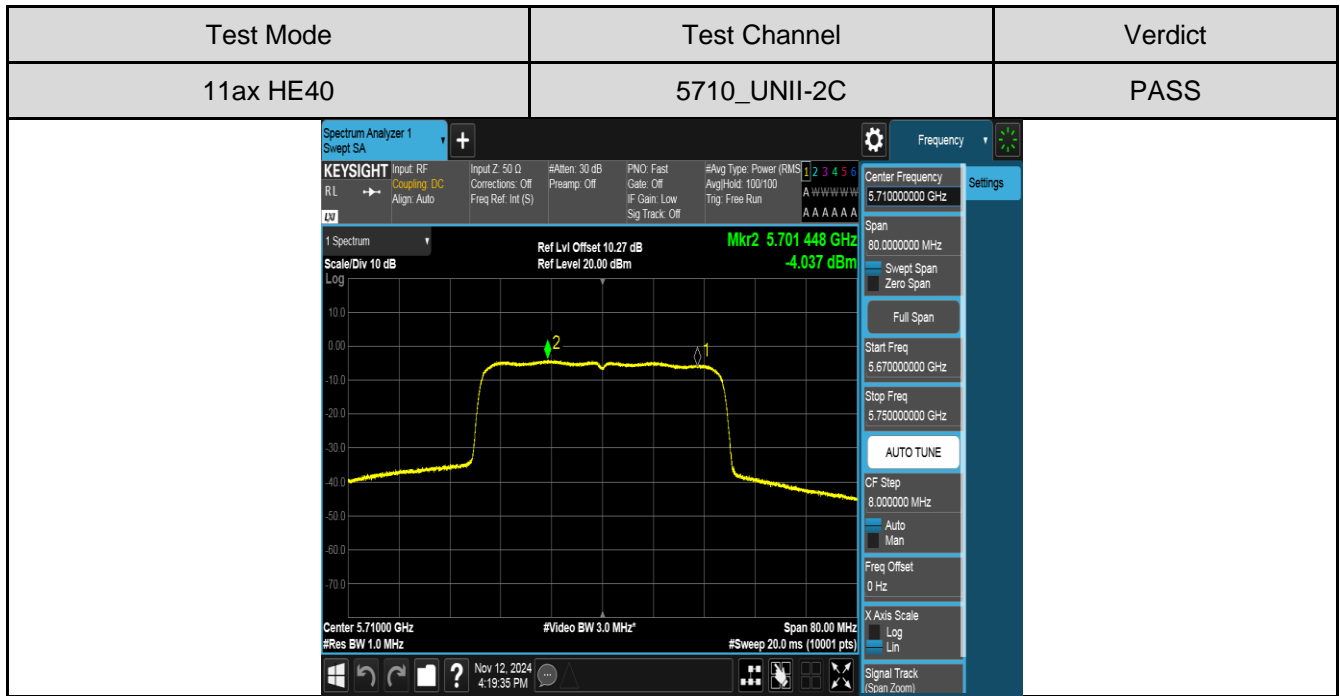 Test Mode
Test Channel
Verdict
11ax HE40
5710_UNII-2C
PASS
Spectrum Analyzer 1
Swept SA
+
Frequency
KEYSIGHT
RL
LXI
Input: RF
Coupling: DC
Align: Auto
Input Z: 50 Ω
Corrections: Off
Freq Ref: Int (S)
#Atten: 30 dB
Preamp: Off
PNO: Fast
Gate: Off
IF Gain: Low
Sig Track: Off
#Avg Type: Power (RMS
Avg|Hold: 100/100
Trig: Free Run
1 2 3 4 5 6
A W W W W W
A A A A A A
1 Spectrum
Scale/Div 10 dB
Log
Ref Lvl Offset 10.27 dB
Ref Level 20.00 dBm
Mkr2 5.701 448 GHz
-4.037 dBm
10.0
0.00
-10.0
-20.0
-30.0
-40.0
-50.0
-60.0
-70.0
2
1
Center 5.71000 GHz
#Res BW 1.0 MHz
#Video BW 3.0 MHz*
Span 80.00 MHz
#Sweep 20.0 ms (10001 pts)
Center Frequency
5.710000000 GHz
Settings
Span
80.0000000 MHz
Swept Span
Zero Span
Full Span
Start Freq
5.670000000 GHz
Stop Freq
5.750000000 GHz
AUTO TUNE
CF Step
8.000000 MHz
Auto
Man
Freq Offset
0 Hz
X Axis Scale
Log
Lin
Signal Track
(Span Zoom)
?
Nov 12, 2024
4:19:35 PM